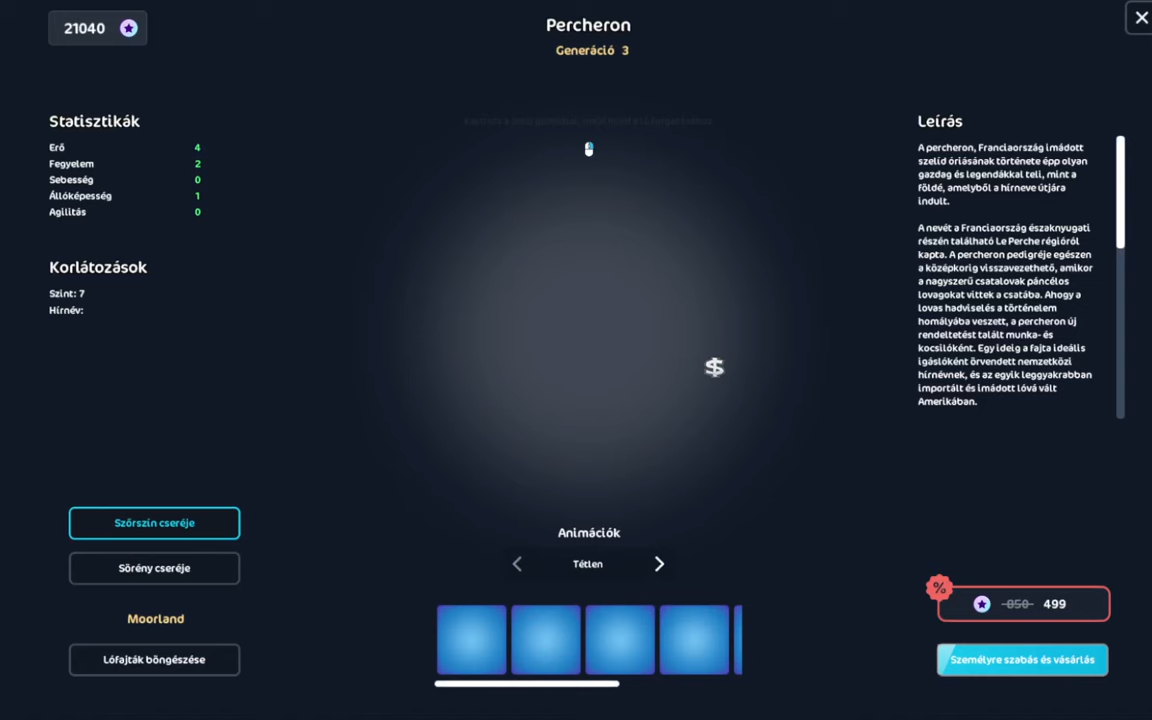 21040
Percheron
Generáció 3
Statisztikák
Erő 4
Fegyelem 2
Sebesség 0
Állóképesség 1
Agilitás 0
Korlátozások
Szint: 7
Hírnév:
Leírás
A percheron, Franciaország imádott
szelíd óriásának története épp olyan
gazdag és legendákkal teli, mint a
földé, amelyből a hírneve útjára
indult.
A nevét a Franciaország északnyugati
részén található Le Perche régióról
kapta. A percheron pedigréje egészen
a középkorig visszavezethető, amikor
a nagyszerű csatalovak páncélos
lovagokat vittek a csatába. Ahogy a
lovas hadviselés a történelem
homályába veszett, a percheron új
rendeltetést talált munka- és
kocsilóként. Egy ideig a fajta ideális
igáslóként örvendett nemzetközi
hírnévnek, és az egyik leggyakrabban
importált és imádott lóvá vált
Amerikában.
$
Szőrszín cseréje
Sörény cseréje
Moorland
Lófajták böngészése
Animációk
Tétlen
%
850 499
Személyre szabás és vásárlás